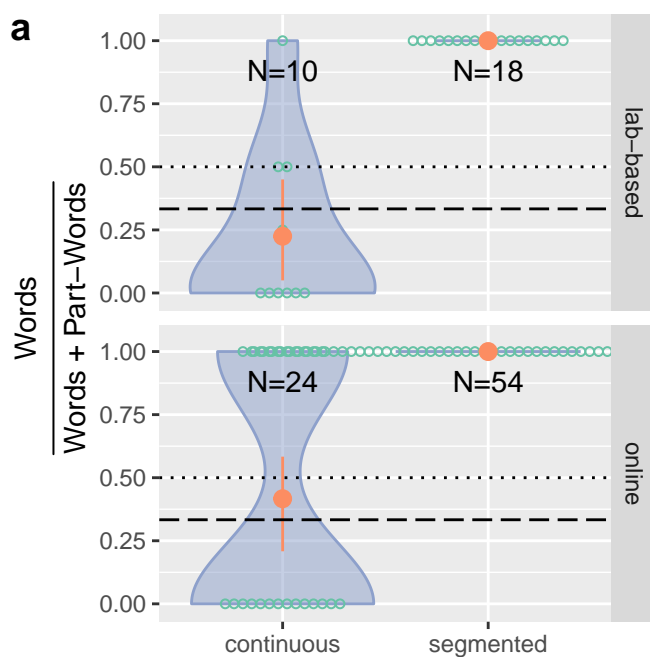 a
Words
Words + Part−Words
1.00
0.75
0.50
0.25
0.00
N=10
N=18
lab−based
1.00
0.75
0.50
0.25
0.00
N=24
N=54
online
continuous
segmented